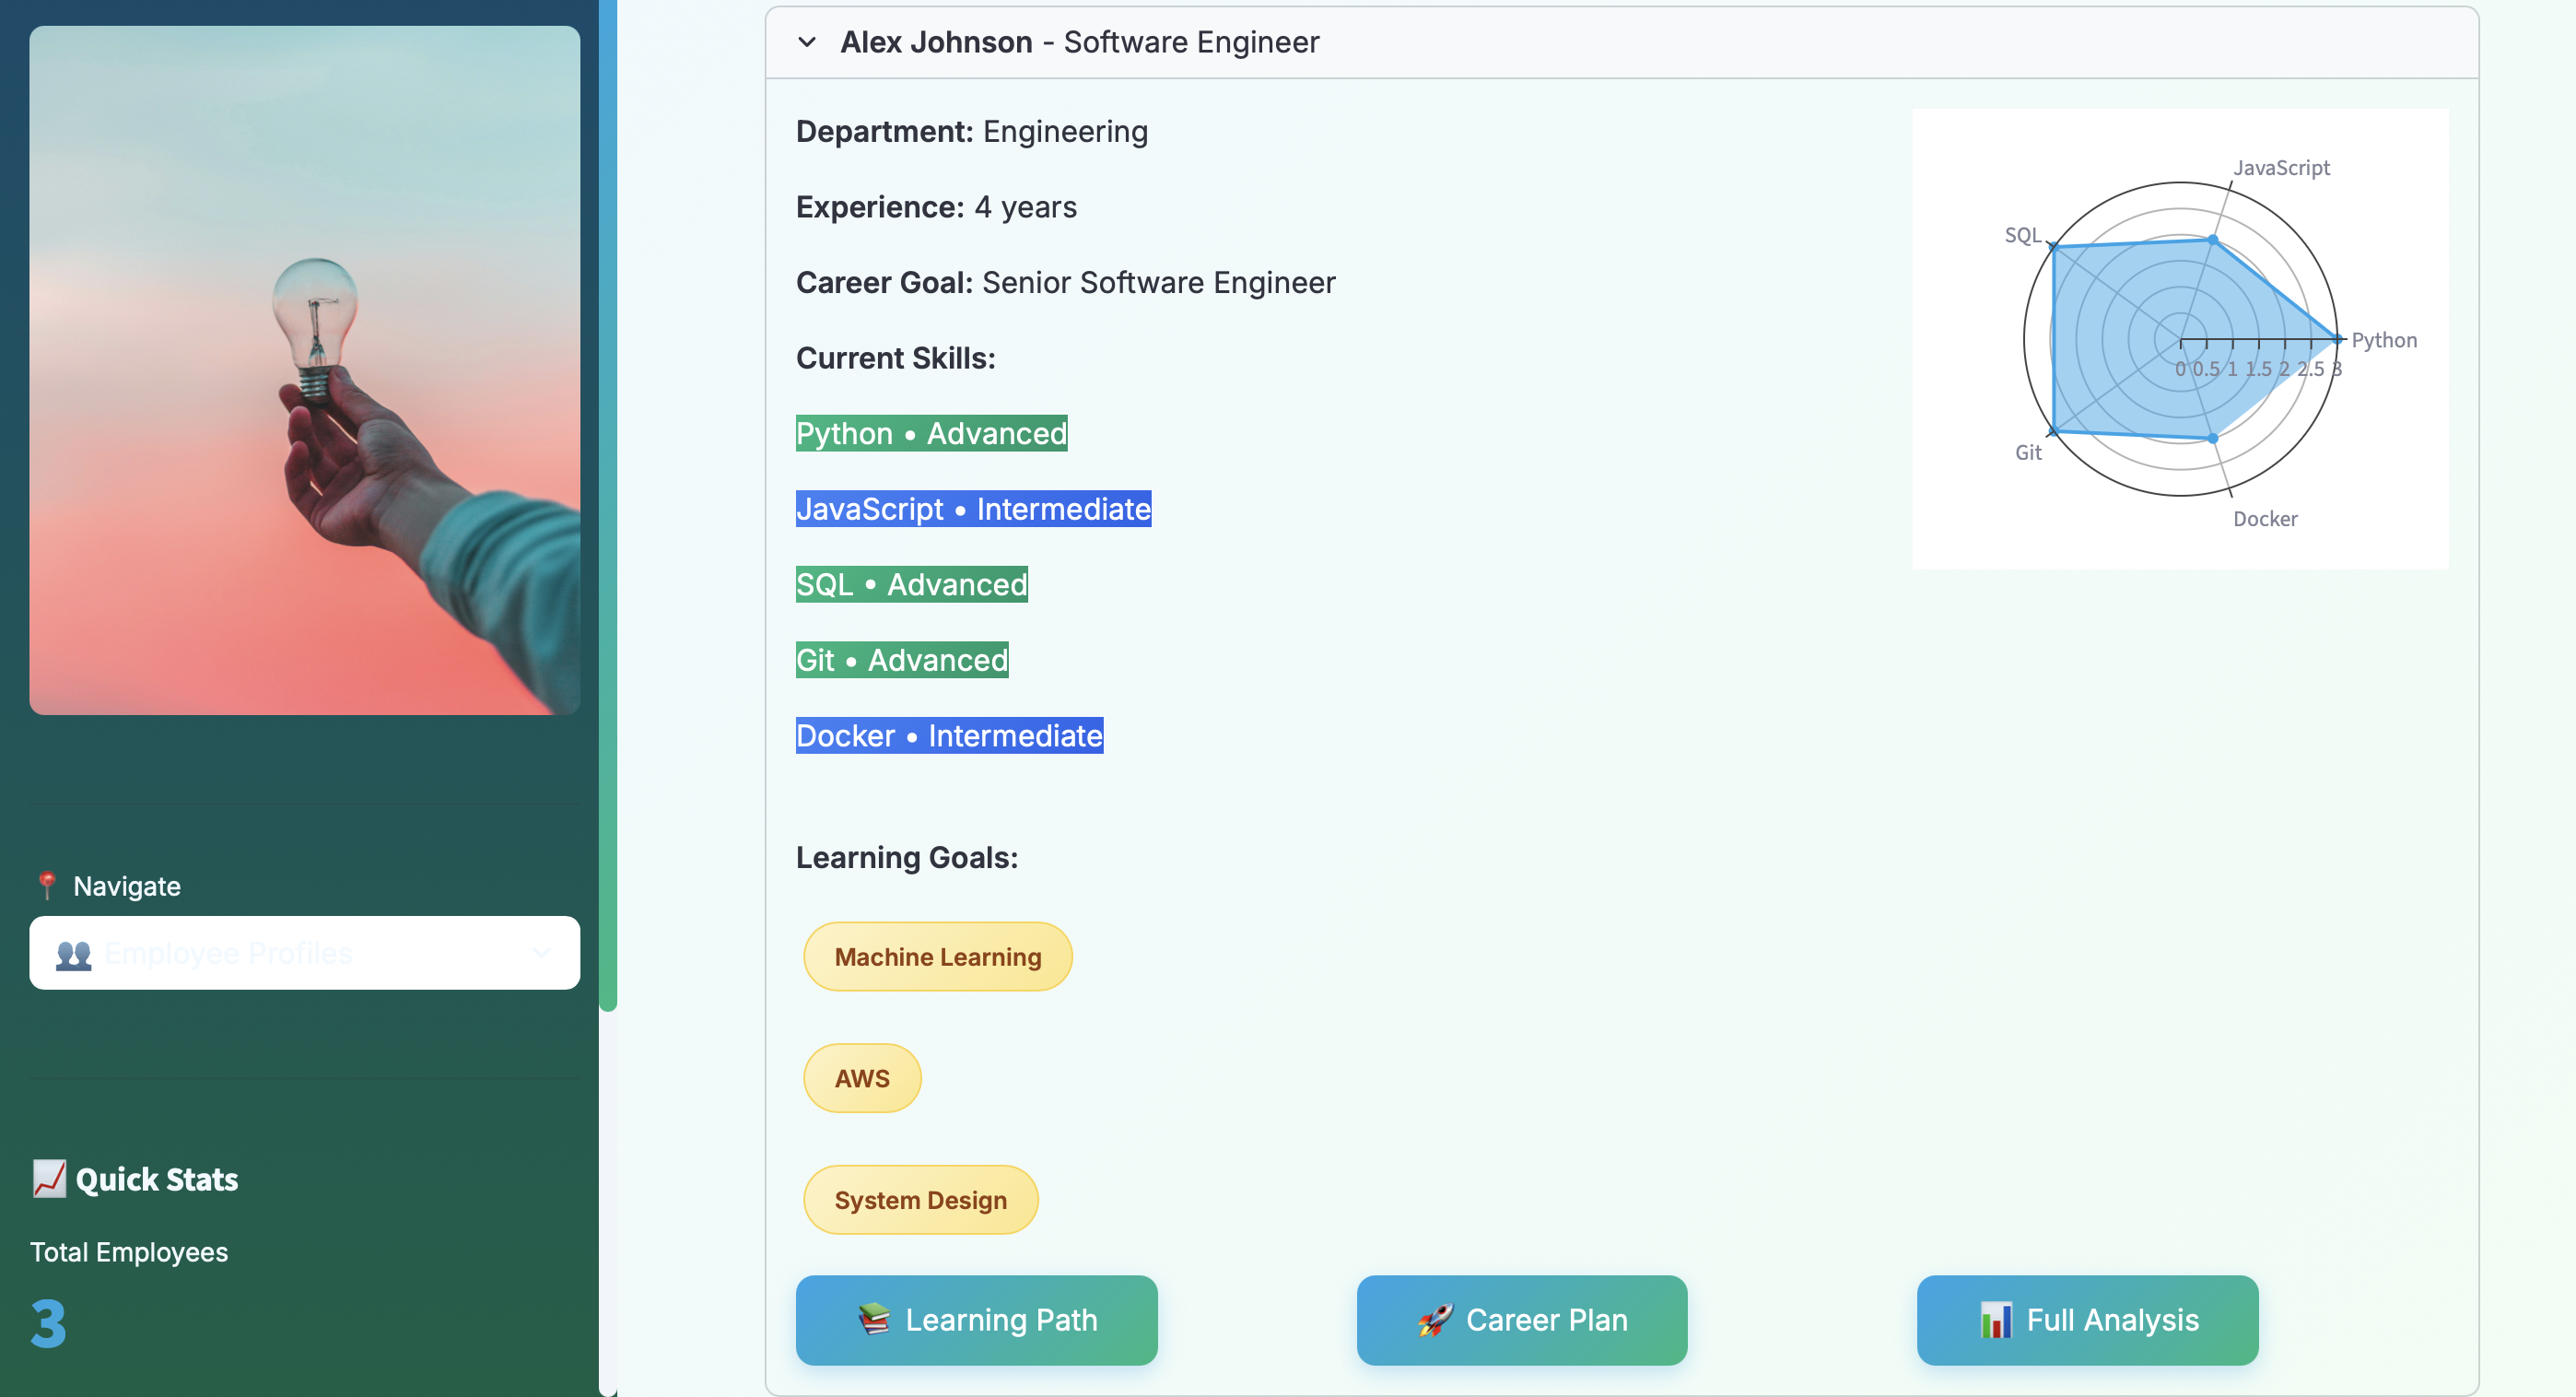 Navigate
Employee Profiles
Quick Stats
Total Employees
3
Alex Johnson - Software Engineer
Department: Engineering
Experience: 4 years
Career Goal: Senior Software Engineer
Current Skills:
Python • Advanced
JavaScript • Intermediate
SQL • Advanced
Git • Advanced
Docker • Intermediate
Learning Goals:
Machine Learning
AWS
System Design
Learning Path
Career Plan
Full Analysis
JavaScript
SQL
Python
0 0.5 1 1.5 2 2.5 3
Git
Docker